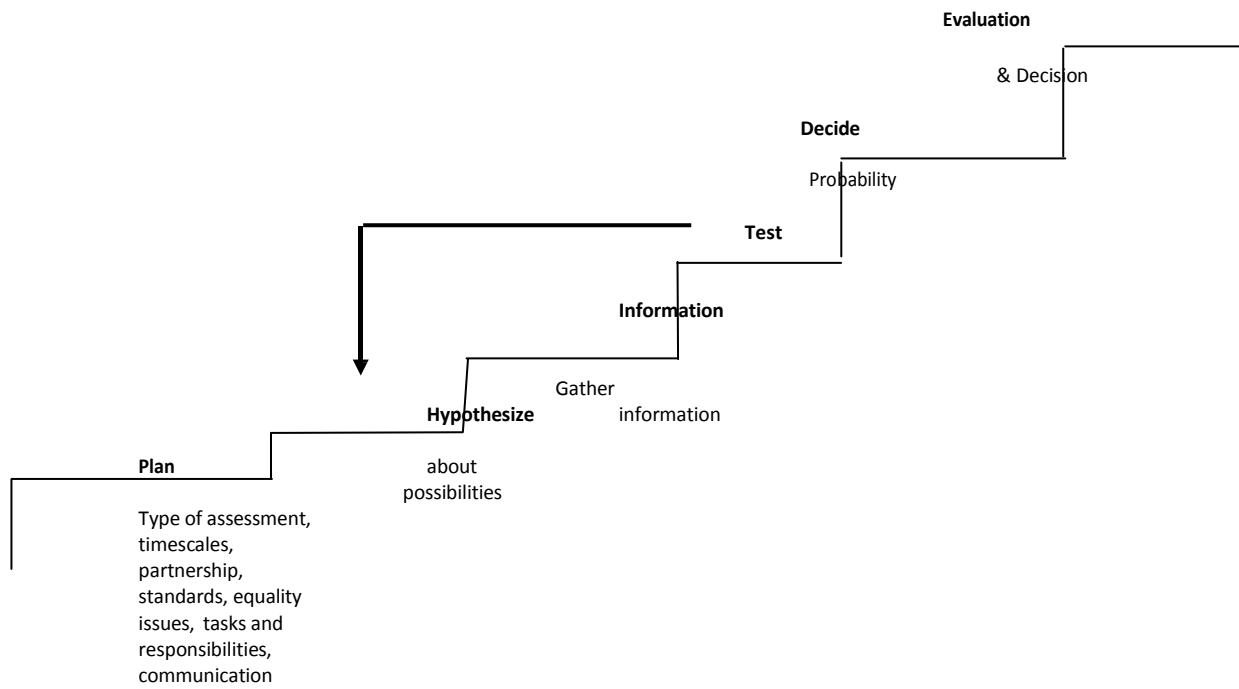 Evaluation
& Decision
Decide
Probability
Test
Information
Gather
information
Hypothesize
about
possibilities
Plan
Type of assessment,
timescales,
partnership,
standards, equality
issues, tasks and
responsibilities,
communication